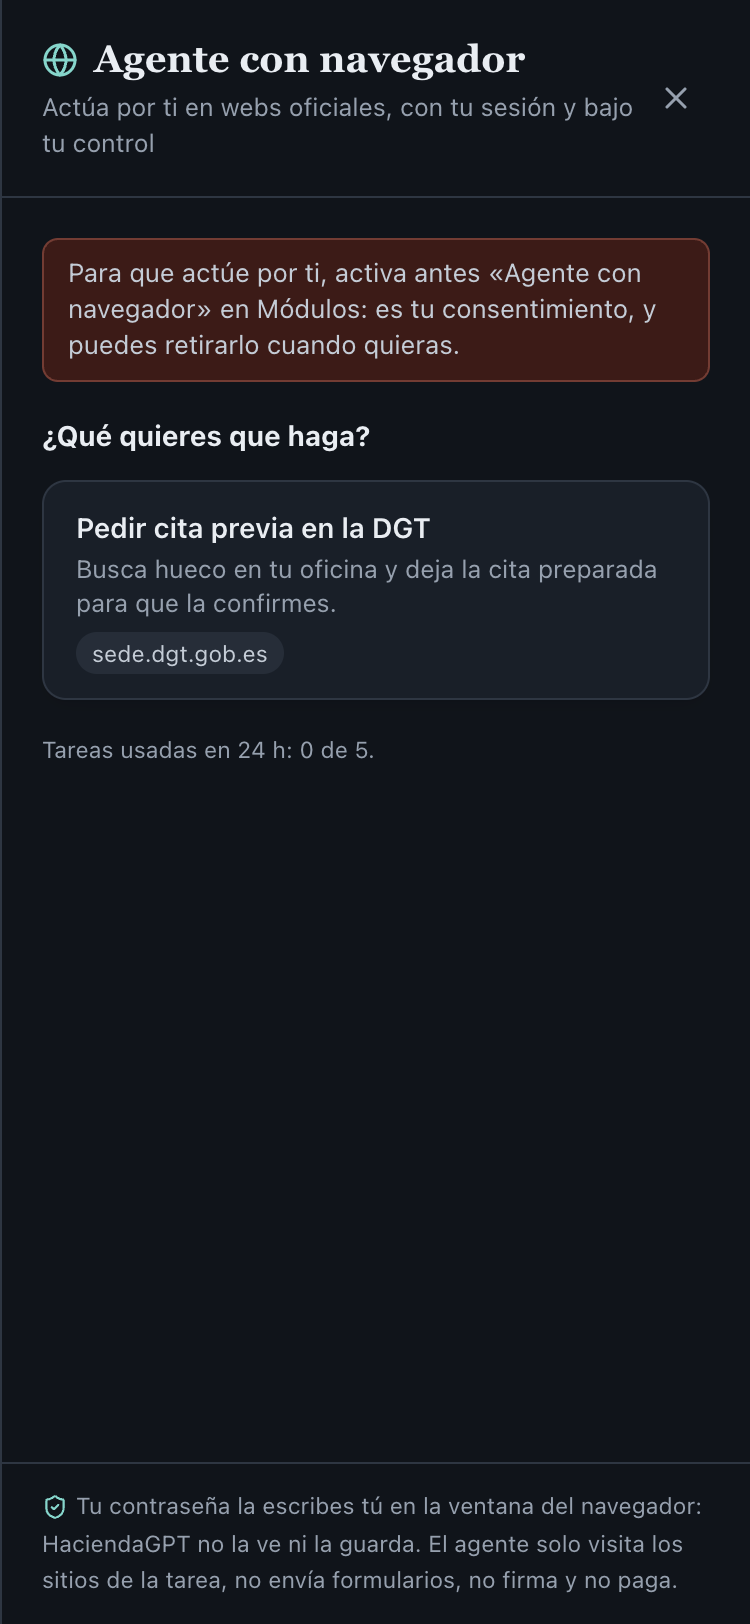 Agente con navegador
Actúa por ti en webs oficiales, con tu sesión y bajo
tu control
Para que actúe por ti, activa antes «Agente con
navegador» en Módulos: es tu consentimiento, y
puedes retirarlo cuando quieras.
¿Qué quieres que haga?
Pedir cita previa en la DGT
Busca hueco en tu oficina y deja la cita preparada
para que la confirmes.
sede.dgt.gob.es
Tareas usadas en 24 h: 0 de 5.
Tu contraseña la escribes tú en la ventana del navegador:
HaciendaGPT no la ve ni la guarda. El agente solo visita los
sitios de la tarea, no envía formularios, no firma y no paga.